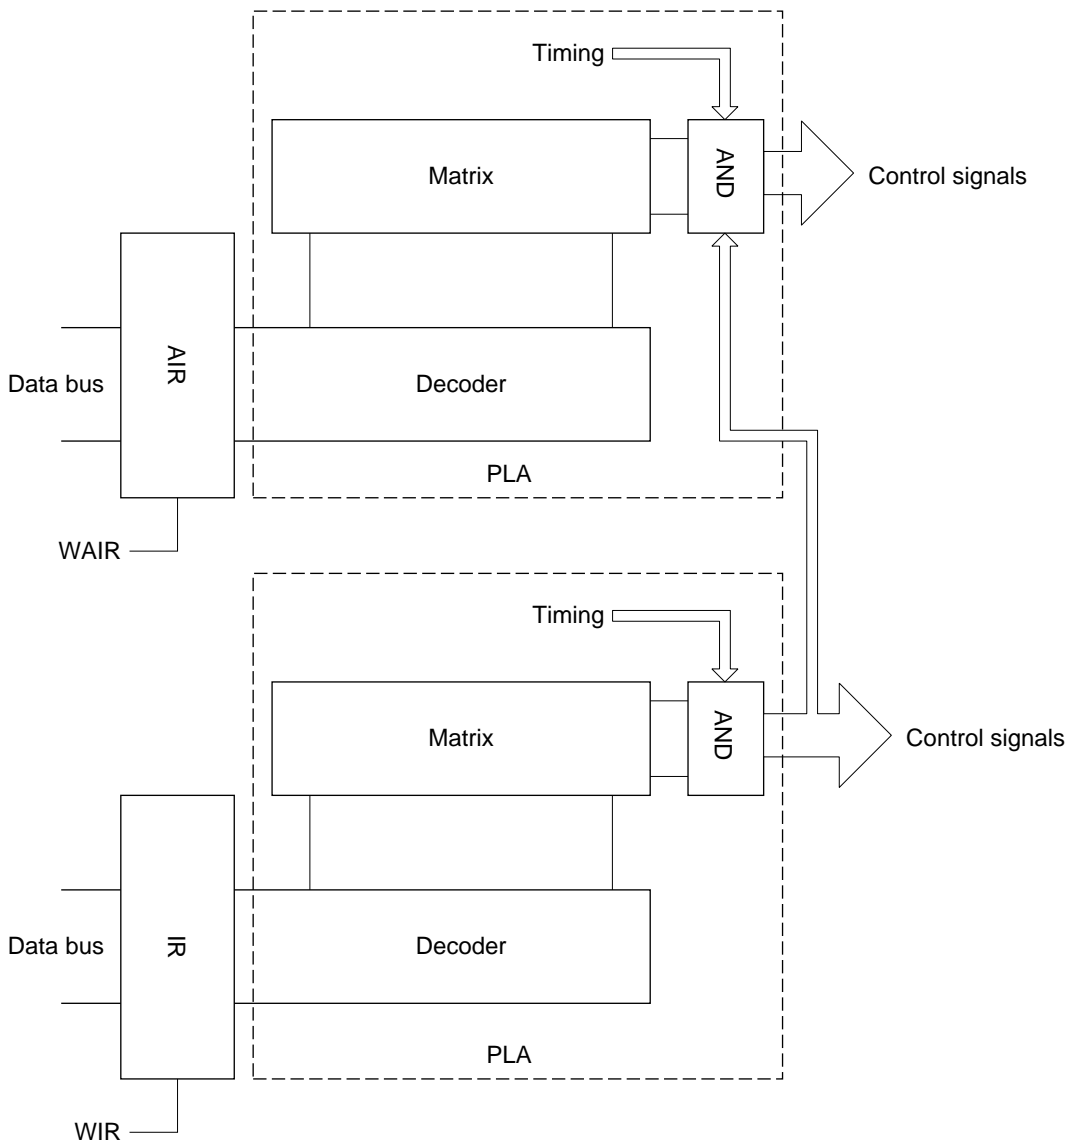 Timing
Matrix
AND
Control signals
AIR
Data bus
Decoder
PLA
WAIR
Timing
Matrix
AND
Control signals
IR
Data bus
Decoder
PLA
WIR